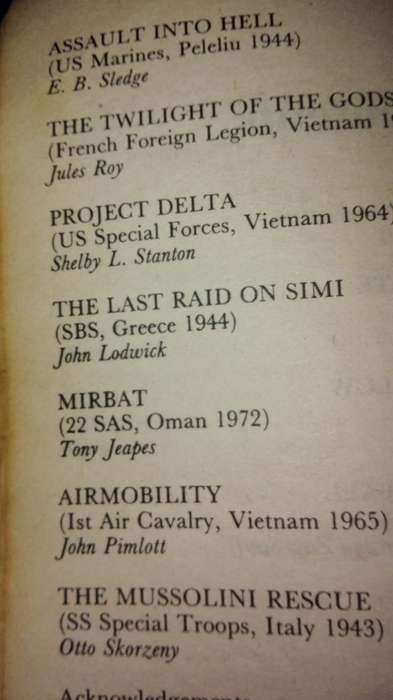 ASSAULT INTO HELL
(US Marines, Peleliu 1944)
E. B. Sledge
THE TWILIGHT OF THE GODS
(French Foreign Legion, Vietnam
Jules Roy
PROJECT DELTA
(US Special Forces, Vietnam 1964)
Shelby L. Stanton
THE LAST RAID ON SIMI
(SBS, Greece 1944)
John Lodwick
MIRBAT
(22 SAS, Oman 1972)
Tony Jeapes
AIRMOBILITY
(Ist Air Cavalry, Vietnam 1965)
John Pimlott
THE MUSSOLINI RESCUE
(SS Special Troops, Italy 1943)
Otto Skorzeny
Acknowledgements